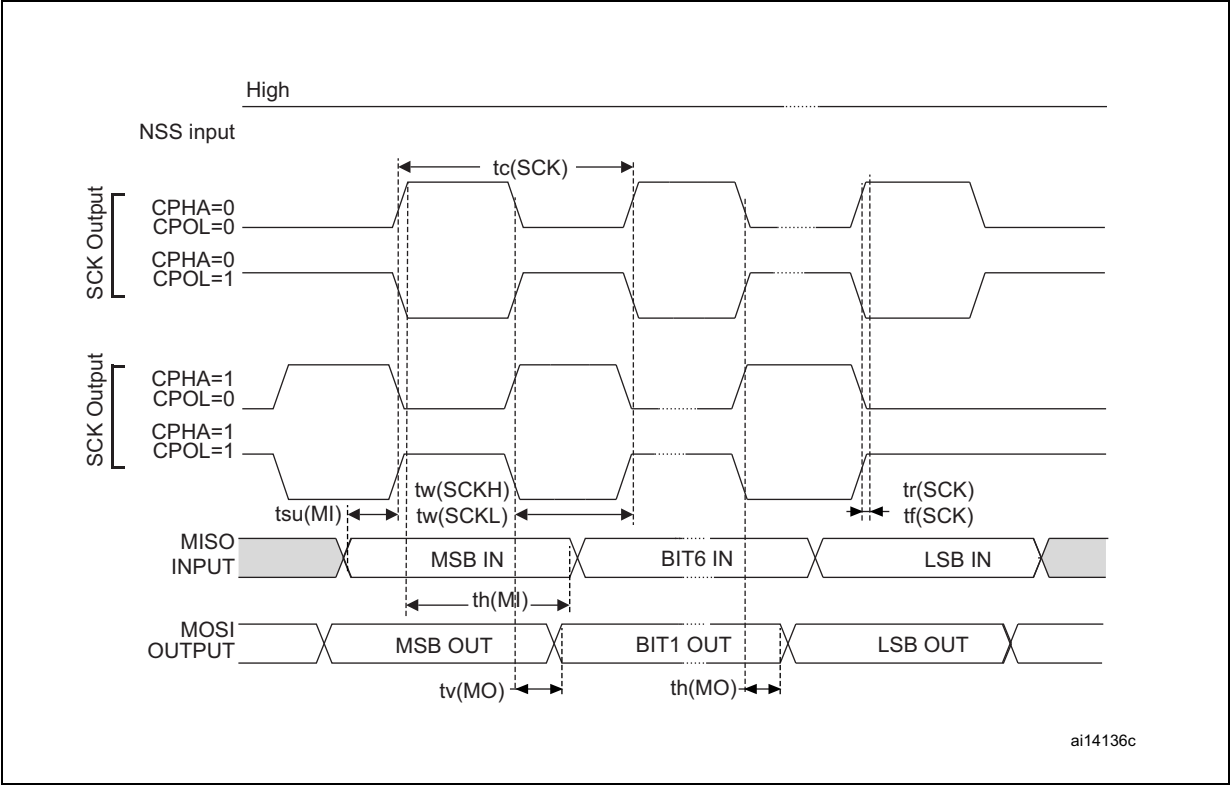 High
NSS input
tc(SCK)
SCK Output
CPHA=0
CPOL=0
CPHA=0
CPOL=1
SCK Output
CPHA=1
CPOL=0
CPHA=1
CPOL=1
tw(SCKH)
tw(SCKL)
tr(SCK)
tf(SCK)
tsu(MI)
MISO
INPUT
MSB IN
BIT6 IN
LSB IN
th(MI)
MOSI
OUTPUT
MSB OUT
BIT1 OUT
LSB OUT
tv(MO)
th(MO)
ai14136c